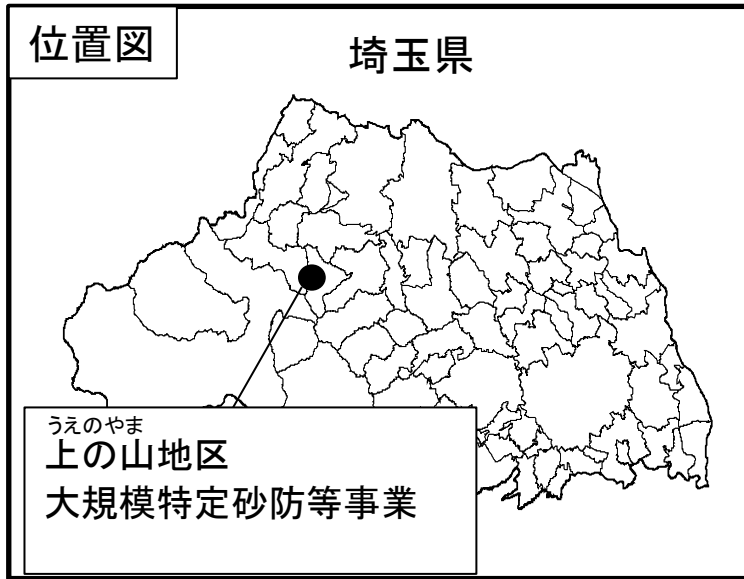 位置図
埼玉県
うえのやま
上の山地区
大規模特定砂防等事業